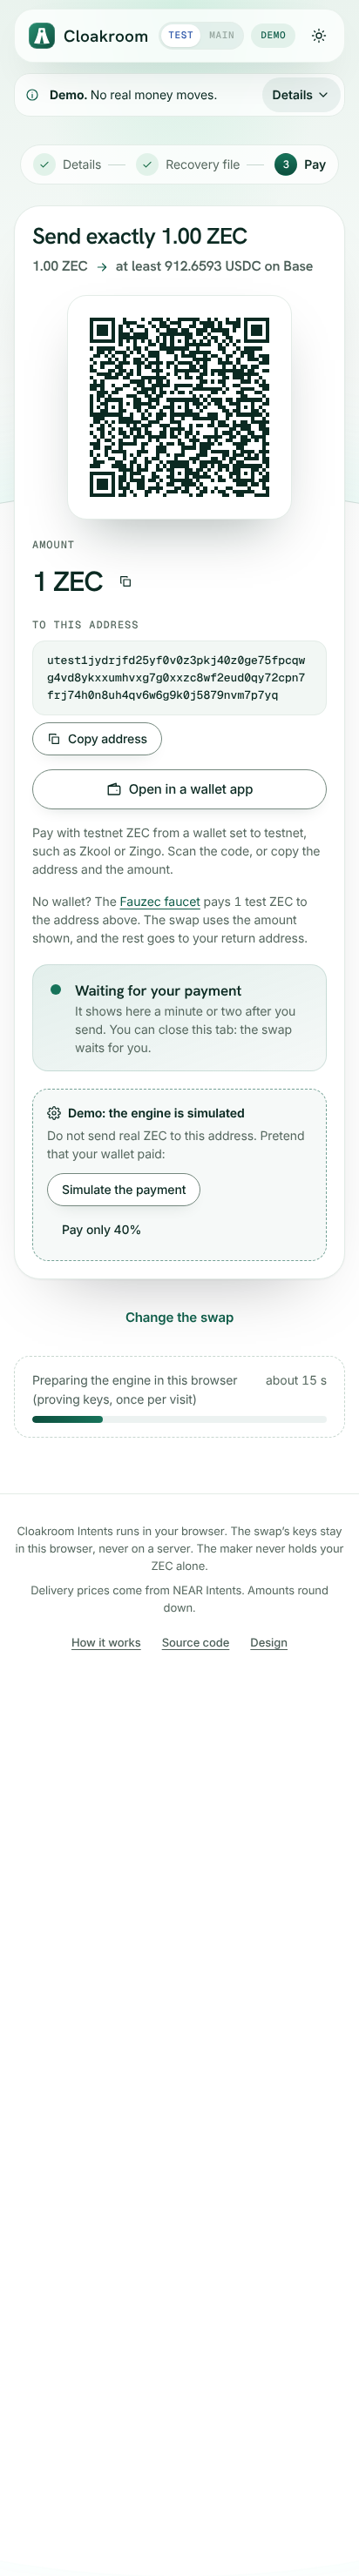 Cloakroom
TEST
MAIN
DEMO
Demo. No real money moves.
Details
Details
Recovery file
3
Pay
Send exactly 1.00 ZEC
1.00 ZEC → at least 912.6593 USDC on Base
AMOUNT
1 ZEC
TO THIS ADDRESS
utest1jydrjfd25yf0v0z3pkj40z0ge75fpcqw
g4vd8ykxxumhvxg7g0xxzc8wf2eud0qy72cpn7
frj74h0n8uh4qv6w6g9k0j5879nvm7p7yq
Copy address
Open in a wallet app
Pay with testnet ZEC from a wallet set to testnet,
such as Zkool or Zingo. Scan the code, or copy the
address and the amount.
No wallet? The Fauzec faucet pays 1 test ZEC to
the address above. The swap uses the amount
shown, and the rest goes to your return address.
Waiting for your payment
It shows here a minute or two after you
send. You can close this tab: the swap
waits for you.
Demo: the engine is simulated
Do not send real ZEC to this address. Pretend
that your wallet paid:
Simulate the payment
Pay only 40%
Change the swap
Preparing the engine in this browser
(proving keys, once per visit)
about 15 s
Cloakroom Intents runs in your browser. The swap's keys stay
in this browser, never on a server. The maker never holds your
ZEC alone.
Delivery prices come from NEAR Intents. Amounts round
down.
How it works
Source code
Design